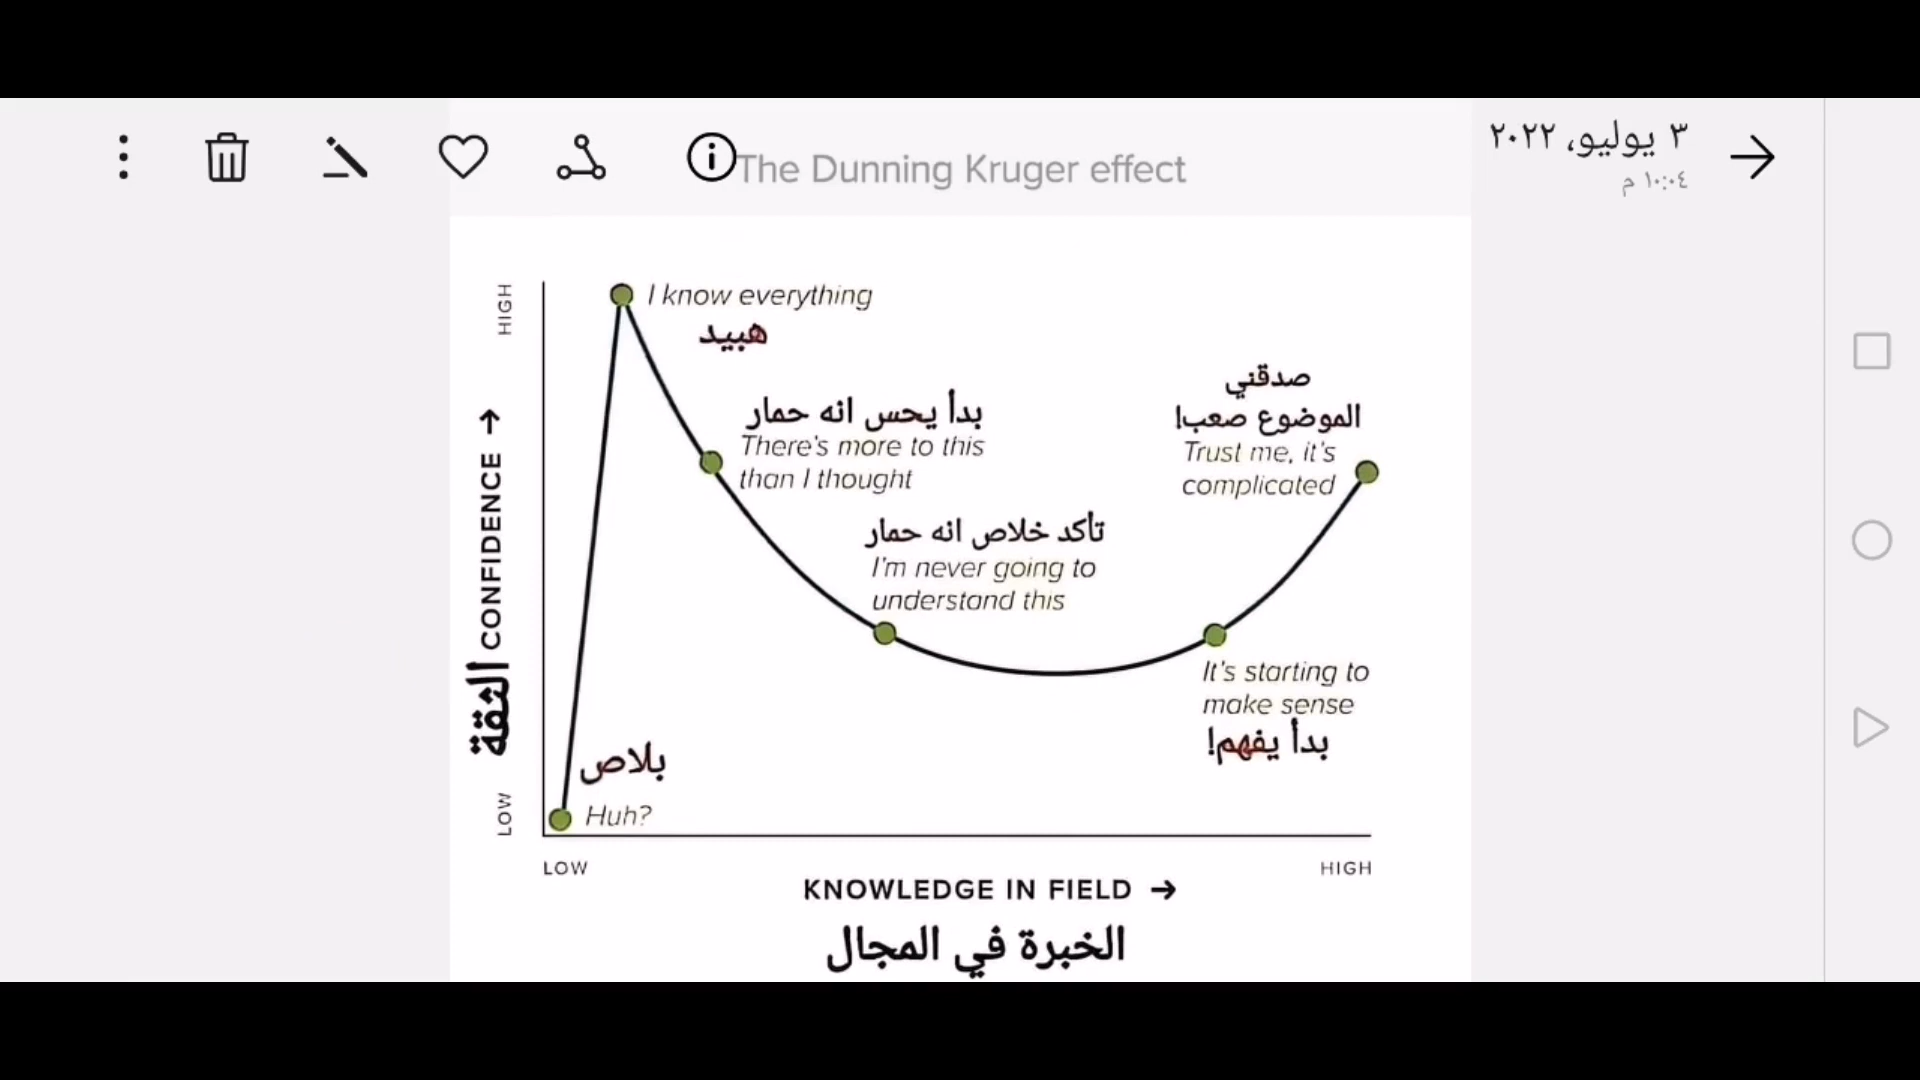 ٣ يوليو، ٢٠٢٢
١٠:٠٤ م
The Dunning Kruger effect
HIGH
I know everything
هبيد
صدقني
الموضوع صعب!
Trust me, it's
complicated
بدأ يحس انه حمار
There's more to this
than I thought
تأكد خلاص انه حمار
I'm never going to
understand this
CONFIDENCE →
الثقة
It's starting to
make sense
بدأ يفهم!
بلاص
Huh?
LOW
LOW
HIGH
KNOWLEDGE IN FIELD →
الخبرة في المجال